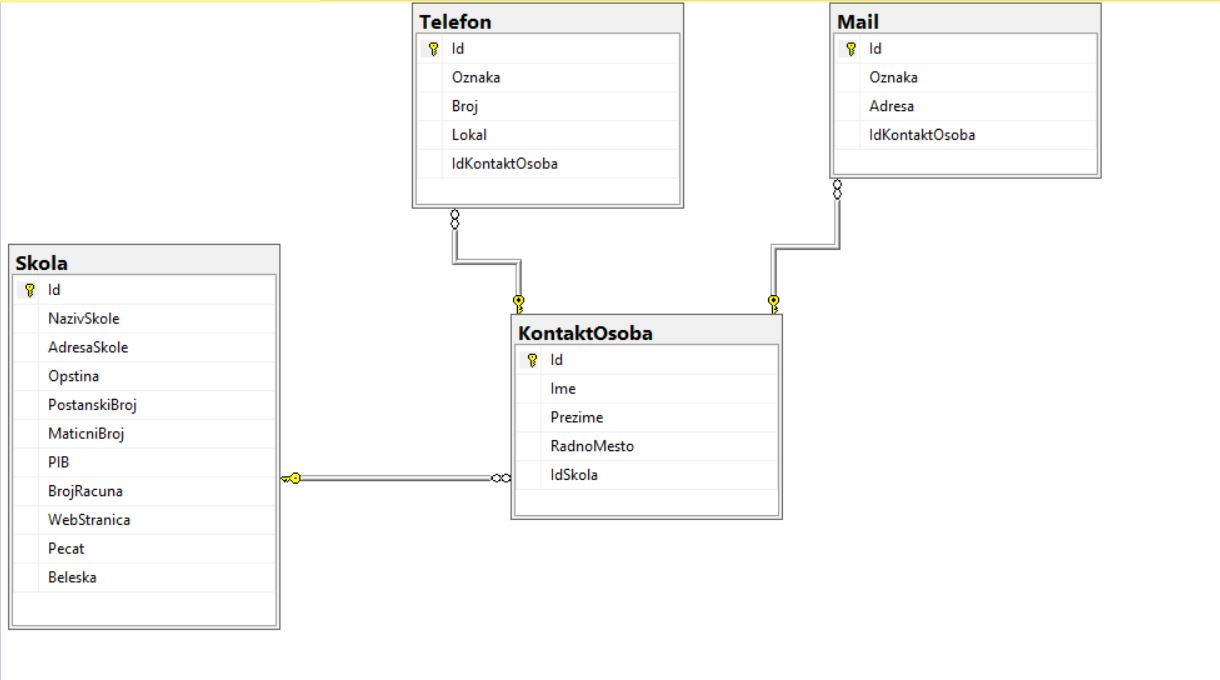 Telefon
Id
Oznaka
Broj
Lokal
IdKontaktOsoba
Mail
Id
Oznaka
Adresa
IdKontaktOsoba
Skola
Id
NazivSkole
AdresaSkole
Opstina
PostanskiBroj
MaticniBroj
PIB
BrojRacuna
WebStranica
Pecat
Beleska
KontaktOsoba
Id
Ime
Prezime
RadnoMesto
IdSkola